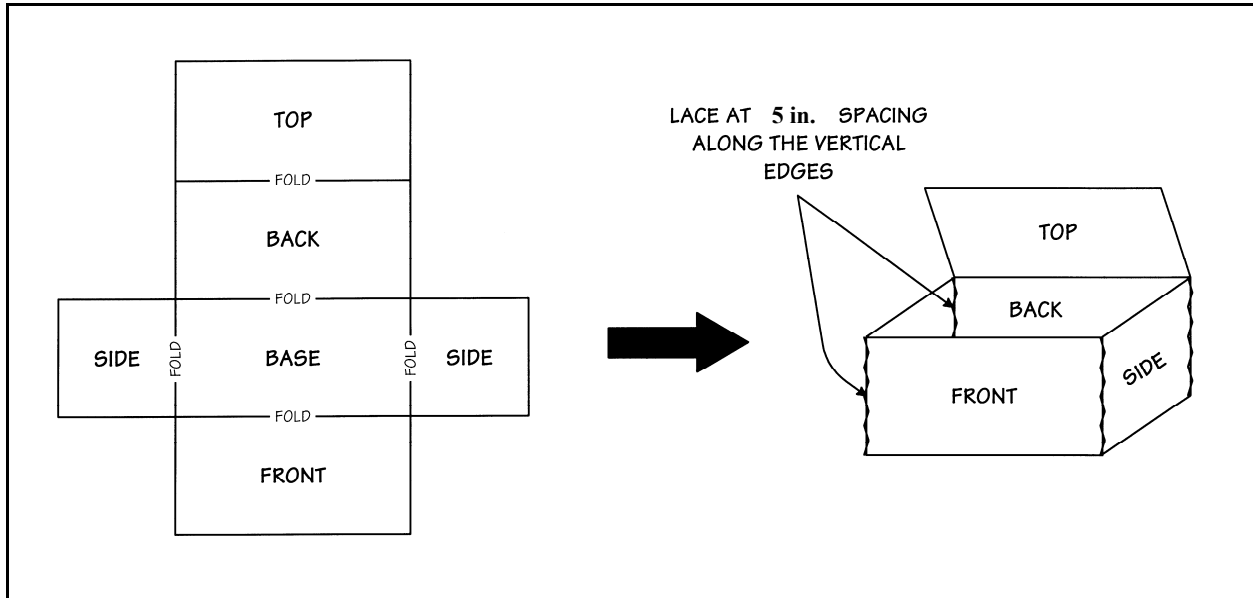 TOP
FOLD
BACK
FOLD
SIDE
FOLD
BASE
FOLD
SIDE
FOLD
FRONT
LACE AT 5 in. SPACING
ALONG THE VERTICAL
EDGES
TOP
BACK
FRONT
SIDE